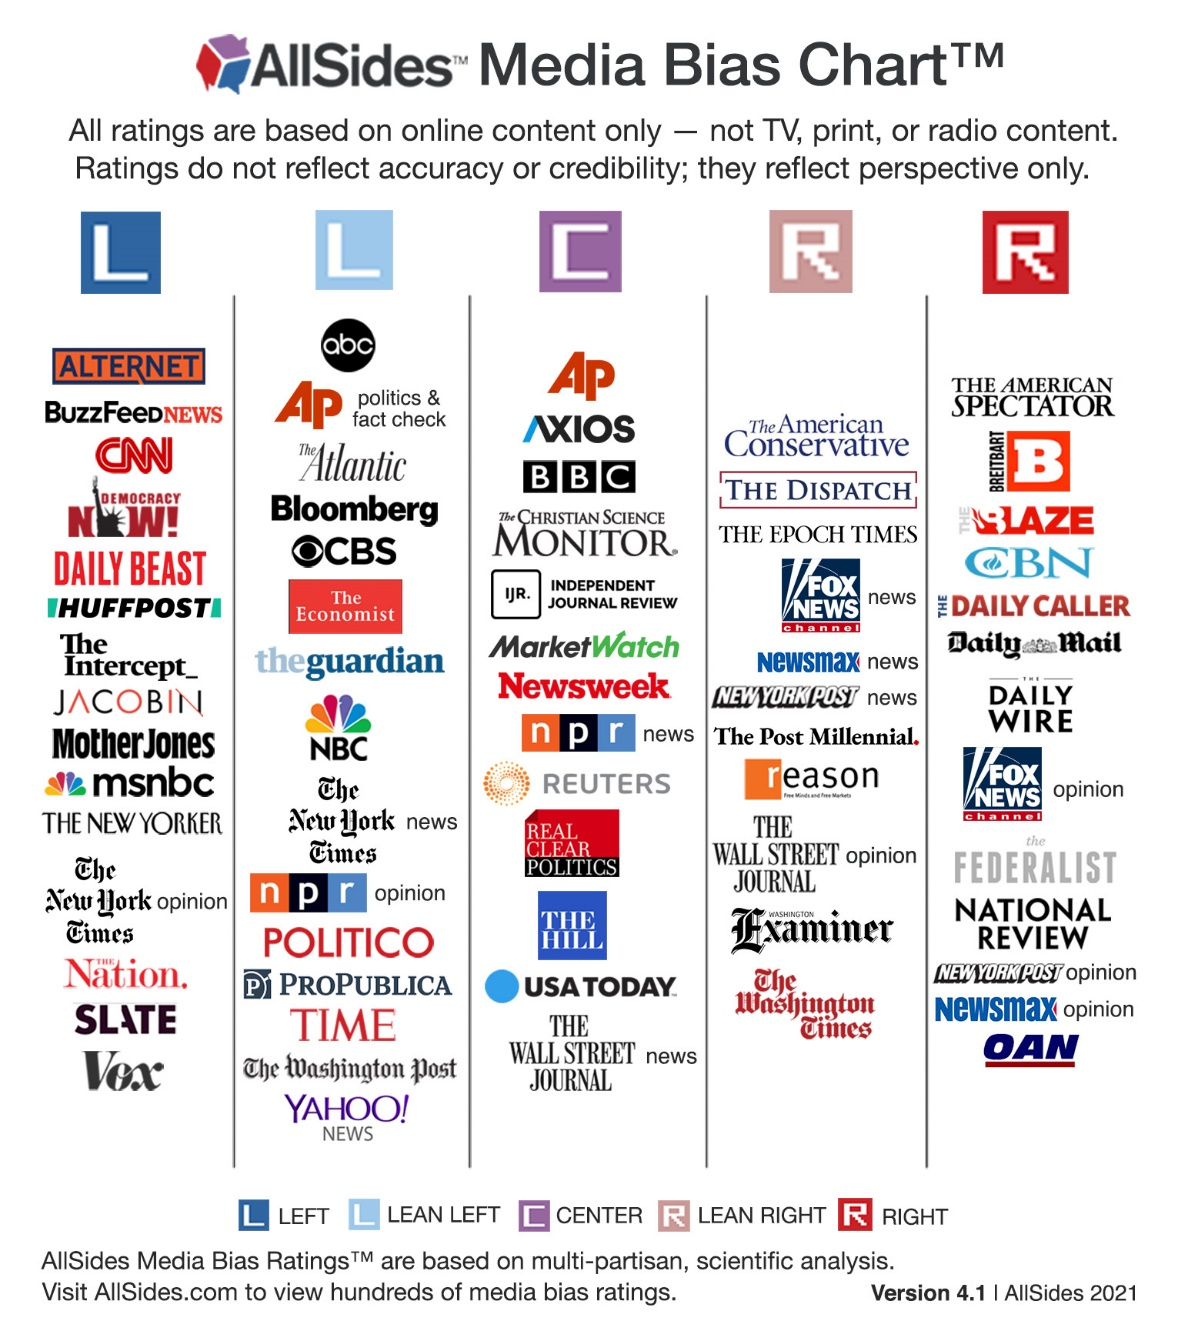 AllSides™ Media Bias Chart™
All ratings are based on online content only — not TV, print, or radio content.
Ratings do not reflect accuracy or credibility; they reflect perspective only.
L
L
C
R
R
ALTERNET
BUZZFEEDNEWS
CNN
DEMOCRACY
NOW!
DAILY BEAST
HUFFPOST
The
Intercept_
JACOBIN
Mother Jones
msnbc
THE NEW YORKER
The
New York opinion
Times
THE
Nation.
SLATE
Vox
abc
AP politics &
fact check
The
Atlantic
Bloomberg
CBS
The
Economist
theguardian
NBC
The
New York news
Times
npr opinion
POLITICO
P PROPUBLICA
TIME
The Washington Post
YAHOO!
NEWS
AP
AXIOS
BBC
The CHRISTIAN SCIENCE
MONITOR
IJR. INDEPENDENT
JOURNAL REVIEW
MarketWatch
Newsweek
npr news
REUTERS
REAL
CLEAR
POLITICS
THE
HILL
USA TODAY
THE
WALL STREET news
JOURNAL
The American
Conservative
THE DISPATCH
THE EPOCH TIMES
FOX
NEWS news
channel
Newsmax news
NEW YORK POST news
The Post Millennial.
reason
Free Minds and Free Markets
THE
WALL STREET opinion
JOURNAL
WASHINGTON
Examiner
The
Washington
Times
THE AMERICAN
SPECTATOR
BREITBART B
THE BLAZE
CBN
THE DAILY CALLER
Daily Mail
THE
DAILY
WIRE
FOX
NEWS opinion
channel
the
FEDERALIST
NATIONAL
REVIEW
NEW YORK POST opinion
Newsmax opinion
OAN
L LEFT L LEAN LEFT C CENTER R LEAN RIGHT R RIGHT
AllSides Media Bias Ratings™ are based on multi-partisan, scientific analysis.
Visit AllSides.com to view hundreds of media bias ratings.
Version 4.1 | AllSides 2021